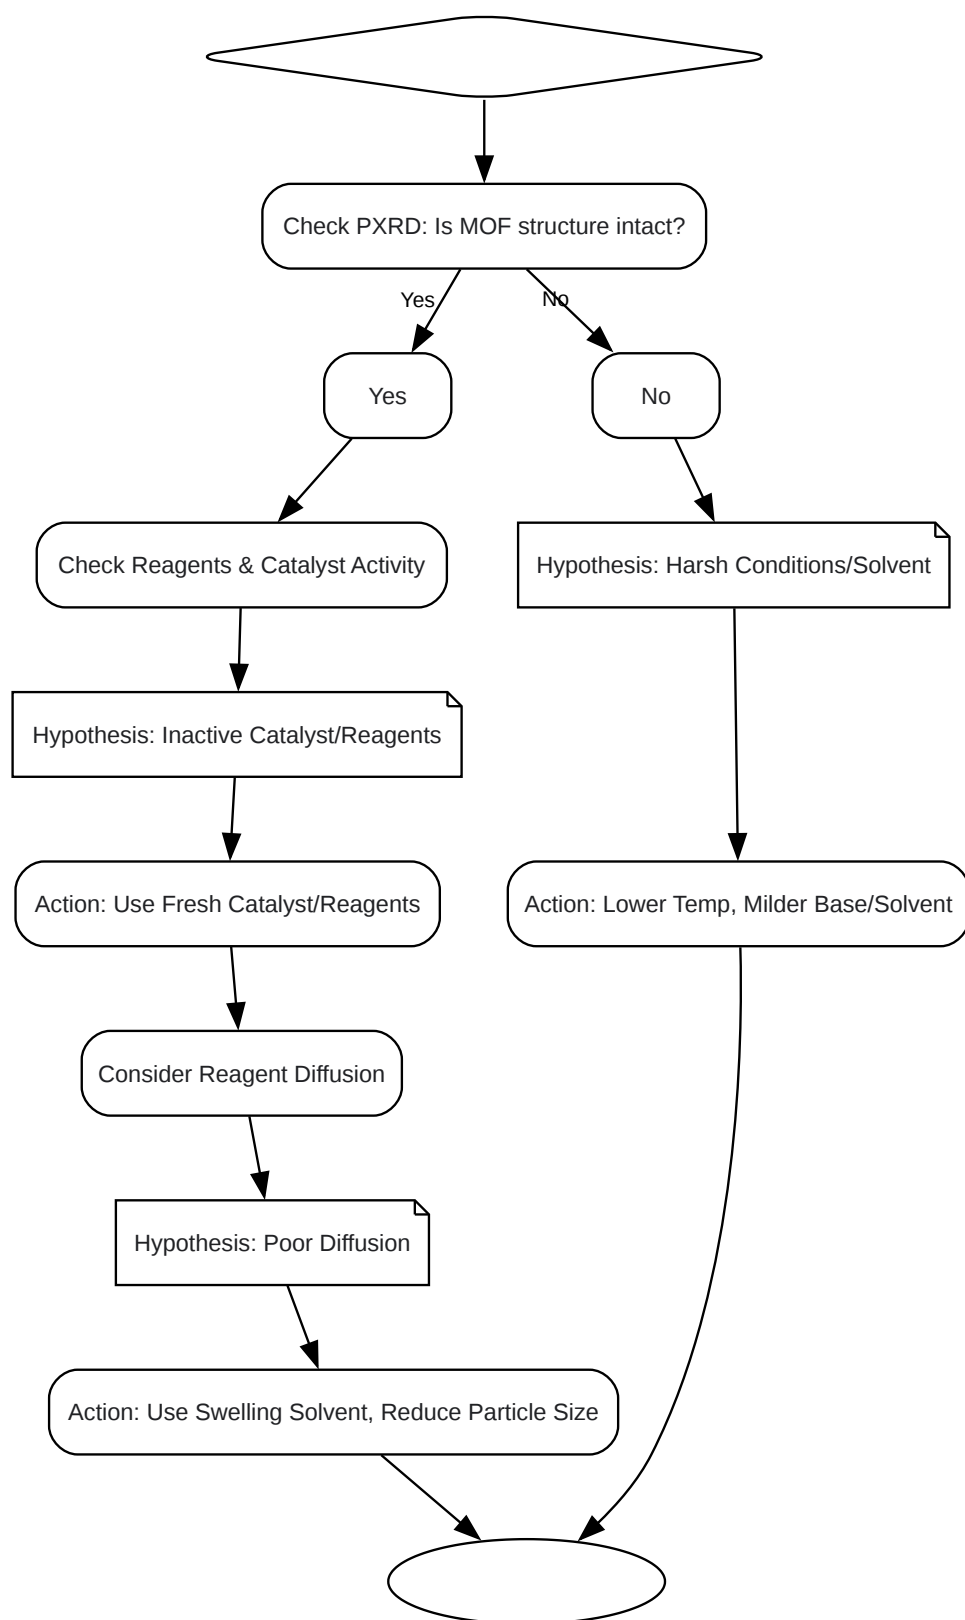 Check PXRD: Is MOF structure intact?
Yes
No
Yes
No
Check Reagents & Catalyst Activity
Hypothesis: Harsh Conditions/Solvent
Hypothesis: Inactive Catalyst/Reagents
Action: Use Fresh Catalyst/Reagents
Action: Lower Temp, Milder Base/Solvent
Consider Reagent Diffusion
Hypothesis: Poor Diffusion
Action: Use Swelling Solvent, Reduce Particle Size